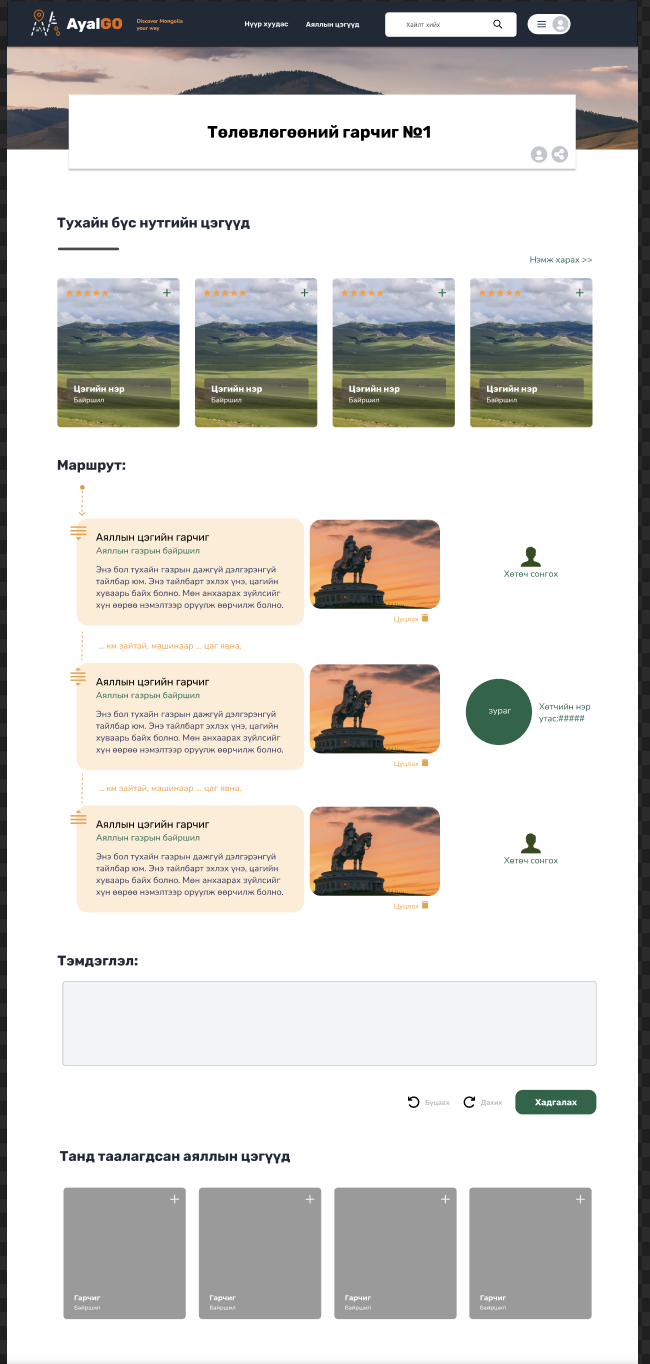 AyalGO
Discover Mongolia
your way
Нүүр хуудас
Аяллын цэгүүд
Хайлт хийх
Төлөвлөгөөний гарчиг №1
Тухайн бүс нутгийн цэгүүд
Нэмж харах >>
Цэгийн нэр
Байршил
Цэгийн нэр
Байршил
Цэгийн нэр
Байршил
Цэгийн нэр
Байршил
Маршрут:
Аяллын цэгийн гарчиг
Аяллын газрын байршил
Энэ бол тухайн газрын дажгүй дэлгэрэнгүй
тайлбар юм. Энэ тайлбарт эхлэх үнэ, цагийн
хуваарь байх болно. Мөн анхаарах зүйлсийг
хүн өөрөө нэмэлтээр оруулж өөрчилж болно.
Цуцлах
Хөтөч сонгох
... км зайтай, машинаар ... цаг явна.
Аяллын цэгийн гарчиг
Аяллын газрын байршил
Энэ бол тухайн газрын дажгүй дэлгэрэнгүй
тайлбар юм. Энэ тайлбарт эхлэх үнэ, цагийн
хуваарь байх болно. Мөн анхаарах зүйлсийг
хүн өөрөө нэмэлтээр оруулж өөрчилж болно.
Цуцлах
зураг
Хөтчийн нэр
утас:#####
... км зайтай, машинаар ... цаг явна.
Аяллын цэгийн гарчиг
Аяллын газрын байршил
Энэ бол тухайн газрын дажгүй дэлгэрэнгүй
тайлбар юм. Энэ тайлбарт эхлэх үнэ, цагийн
хуваарь байх болно. Мөн анхаарах зүйлсийг
хүн өөрөө нэмэлтээр оруулж өөрчилж болно.
Цуцлах
Хөтөч сонгох
Тэмдэглэл:
Буцаах
Дахих
Хадгалах
Танд таалагдсан аяллын цэгүүд
Гарчиг
Байршил
Гарчиг
Байршил
Гарчиг
Байршил
Гарчиг
Байршил